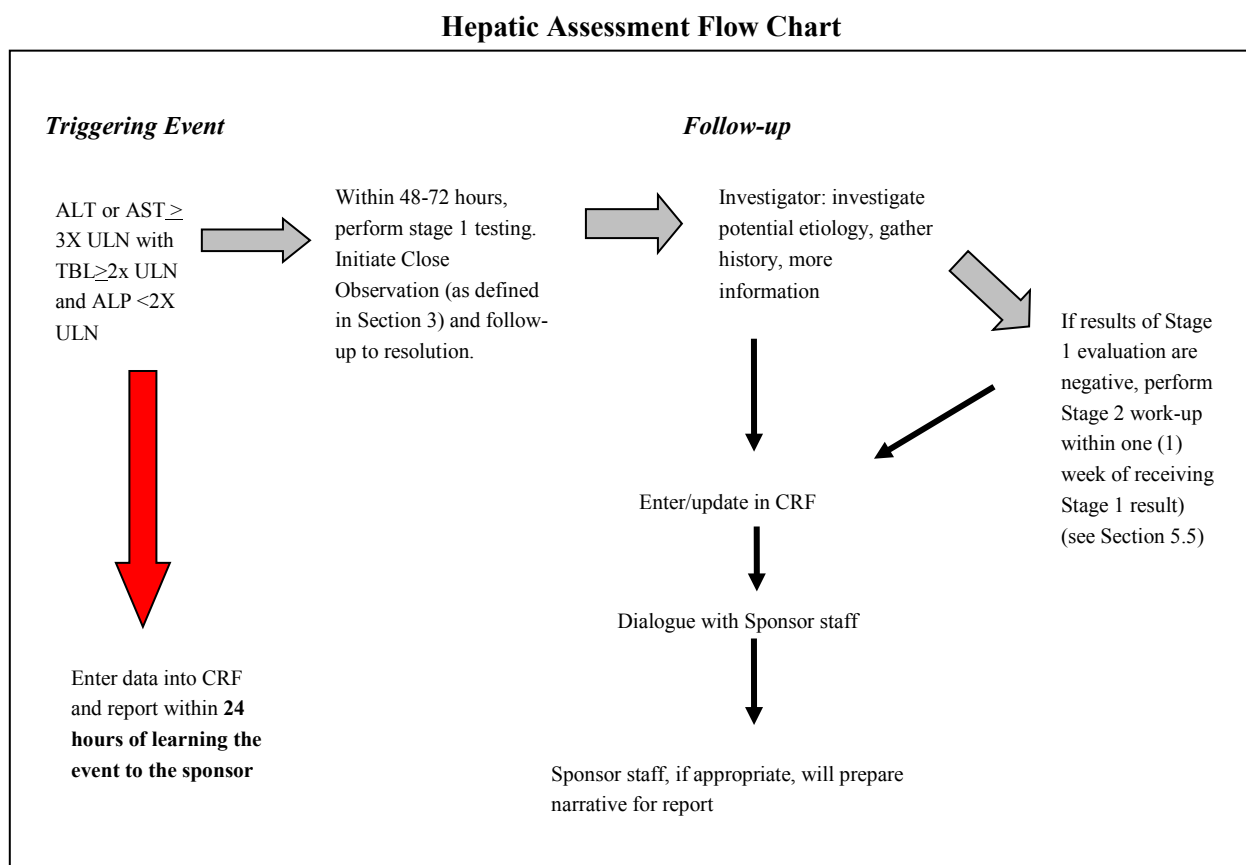 Hepatic Assessment Flow Chart
Triggering Event
Follow-up
ALT or AST ≥
3X ULN with
TBL≥2x ULN
and ALP <2X
ULN
Within 48-72 hours,
perform stage 1 testing.
Initiate Close
Observation (as defined
in Section 3) and follow-
up to resolution.
Investigator: investigate
potential etiology, gather
history, more
information
If results of Stage
1 evaluation are
negative, perform
Stage 2 work-up
within one (1)
week of receiving
Stage 1 result)
(see Section 5.5)
Enter/update in CRF
Dialogue with Sponsor staff
Enter data into CRF
and report within 24
hours of learning the
event to the sponsor
Sponsor staff, if appropriate, will prepare
narrative for report